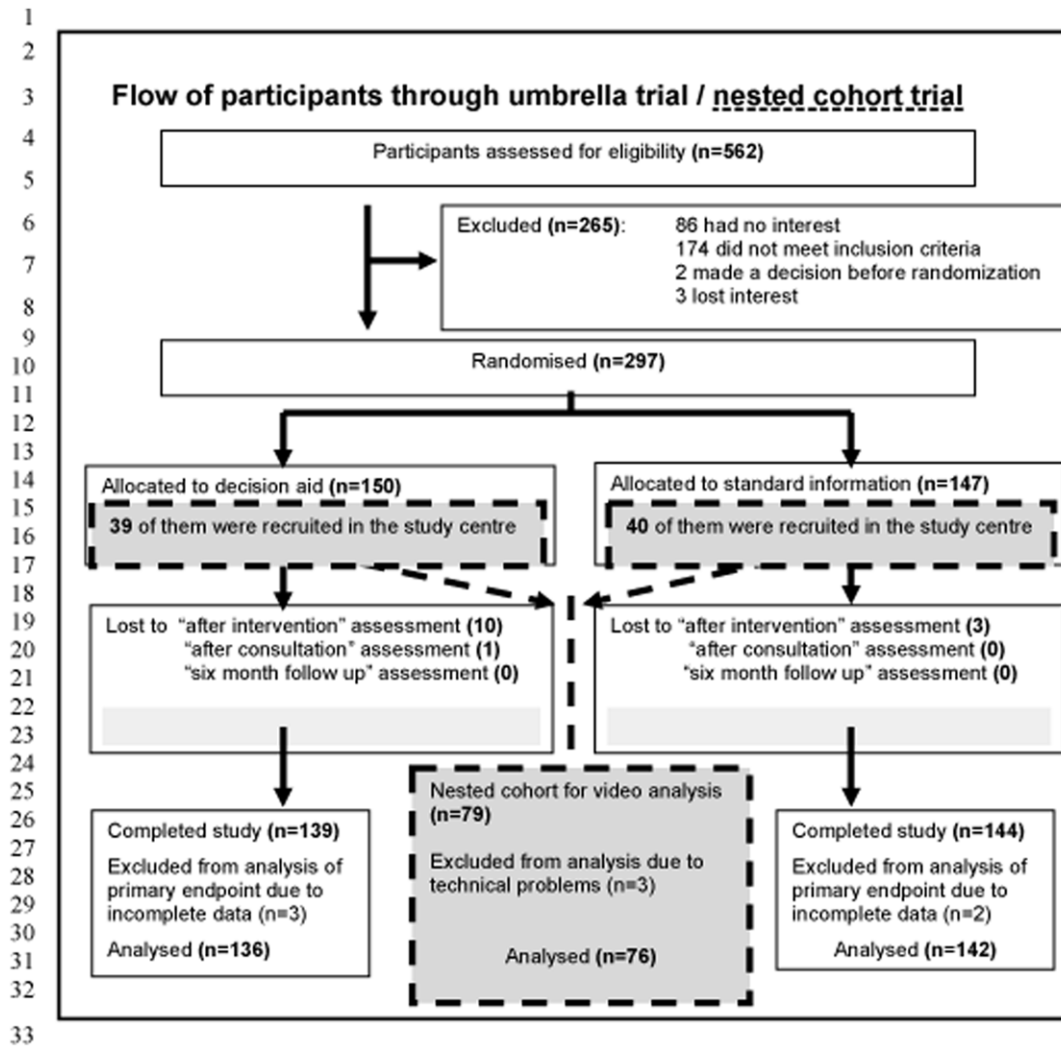 1
2
3
4
5
6
7
8
9
10
11
12
13
14
15
16
17
18
19
20
21
22
23
24
25
26
27
28
29
30
31
32
33
Flow of participants through umbrella trial / nested cohort trial
Participants assessed for eligibility (n=562)
Excluded (n=265): 86 had no interest
174 did not meet inclusion criteria
2 made a decision before randomization
3 lost interest
Randomised (n=297)
Allocated to decision aid (n=150)
39 of them were recruited in the study centre
Allocated to standard information (n=147)
40 of them were recruited in the study centre
Lost to "after intervention" assessment (10)
"after consultation" assessment (1)
"six month follow up" assessment (0)
Lost to "after intervention" assessment (3)
"after consultation" assessment (0)
"six month follow up" assessment (0)
Completed study (n=139)
Excluded from analysis of
primary endpoint due to
incomplete data (n=3)
Analysed (n=136)
Nested cohort for video analysis
(n=79)
Excluded from analysis due to
technical problems (n=3)
Analysed (n=76)
Completed study (n=144)
Excluded from analysis of
primary endpoint due to
incomplete data (n=2)
Analysed (n=142)